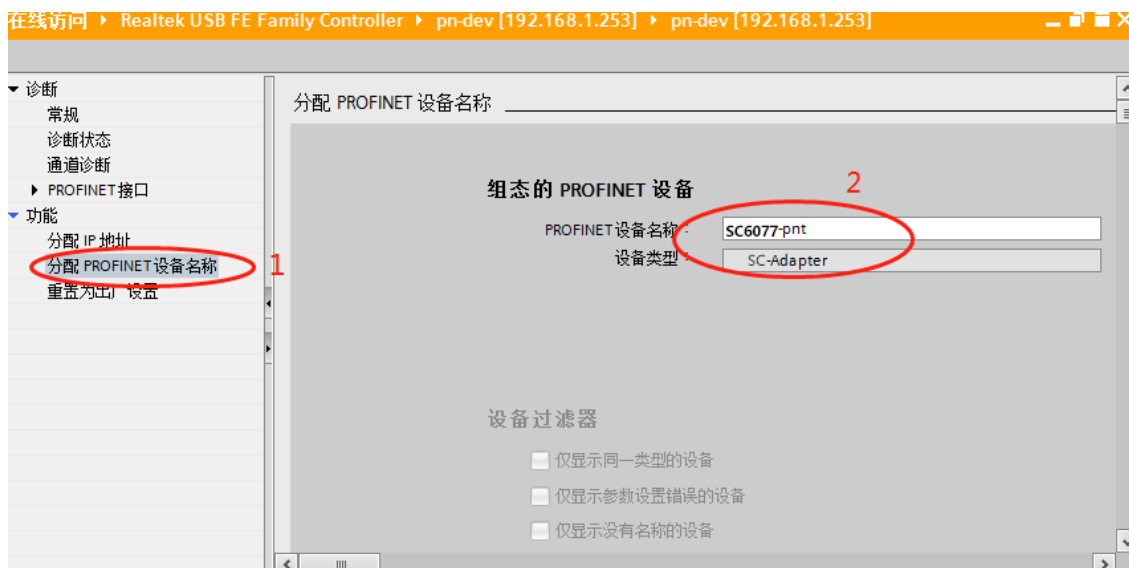 在线访问 ▸ Realtek USB FE Family Controller ▸ pn-dev [192.168.1.253] ▸ pn-dev [192.168.1.253]
诊断
常规
诊断状态
通道诊断
PROFINET接口
功能
分配 IP 地址
分配 PROFINET设备名称
重置为出厂设置
1
分配 PROFINET 设备名称
组态的 PROFINET 设备
2
PROFINET设备名称: SC6077-pnt
设备类型: SC-Adapter
设备过滤器
仅显示同一类型的设备
仅显示参数设置错误的设备
仅显示没有名称的设备